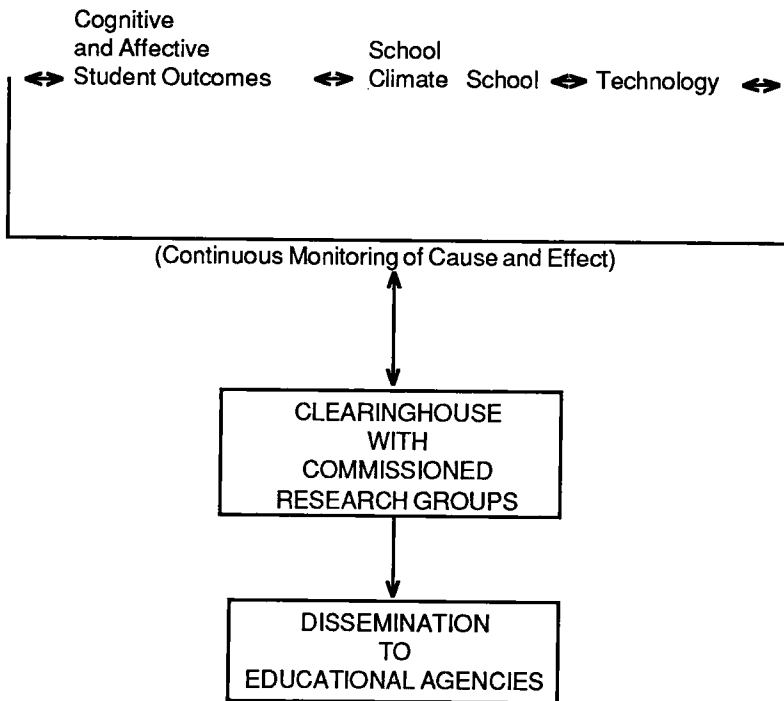 Cognitive
and Affective
Student Outcomes
School
Climate School
Technology
(Continuous Monitoring of Cause and Effect)
CLEARINGHOUSE
WITH
COMMISSIONED
RESEARCH GROUPS
DISSEMINATION
TO
EDUCATIONAL AGENCIES